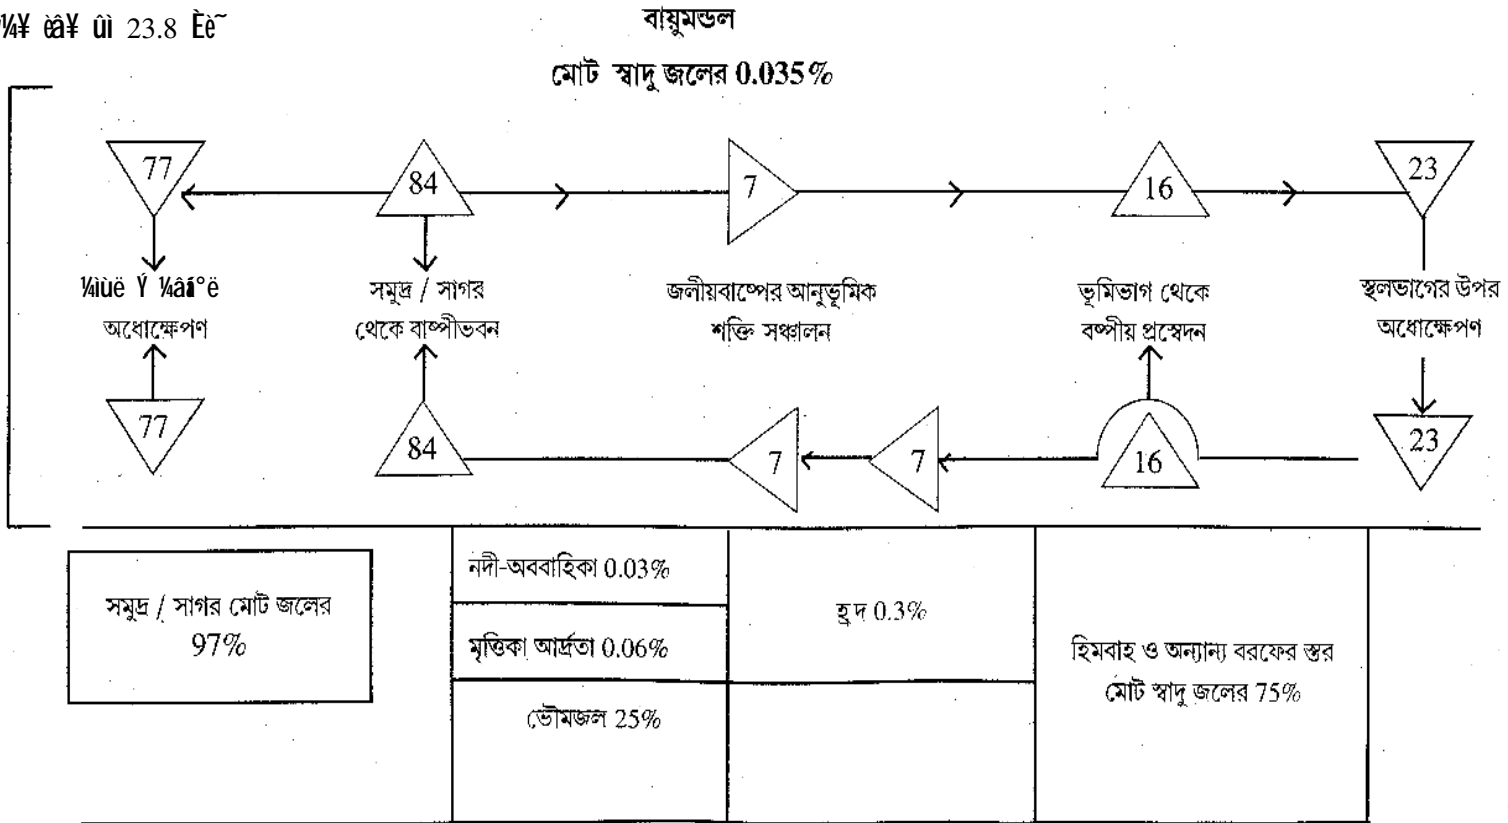 23.8
বায়ুমন্ডল
মোট স্বাদু জলের 0.035%
77
84
7
16
23
অধোক্ষেপণ
সমুদ্র / সাগর
থেকে বাষ্পীভবন
জলীয়বাষ্পের আনুভূমিক
শক্তি সঞ্চালন
ভূমিভাগ থেকে
বষ্পীয় প্রস্বেদন
স্থলভাগের উপর
অধোক্ষেপণ
77
84
7
7
16
23
সমুদ্র / সাগর মোট জলের
97%
নদী-অববাহিকা 0.03%
মৃত্তিকা আর্দ্রতা 0.06%
ভৌমজল 25%
হ্রদ 0.3%
হিমবাহ ও অন্যান্য বরফের স্তর
মোট স্বাদু জলের 75%